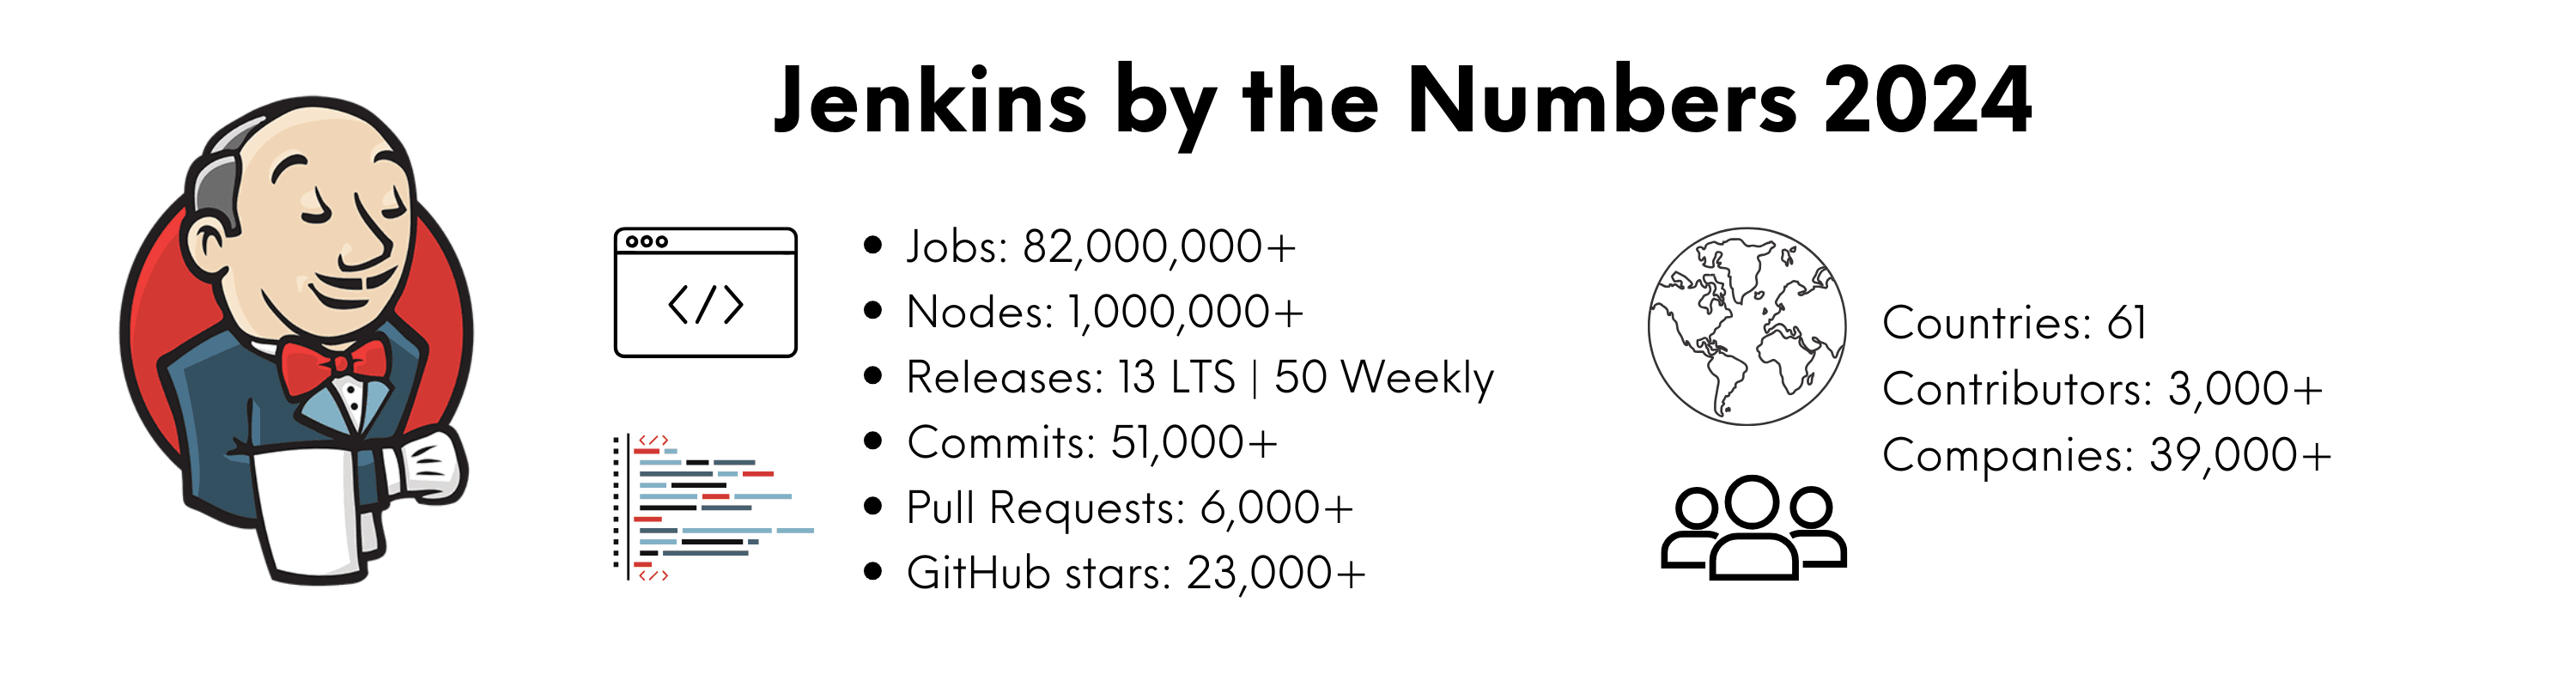 Jenkins by the Numbers 2024
</>
</>
</>
• Jobs: 82,000,000+
• Nodes: 1,000,000+
• Releases: 13 LTS | 50 Weekly
• Commits: 51,000+
• Pull Requests: 6,000+
• GitHub stars: 23,000+
Countries: 61
Contributors: 3,000+
Companies: 39,000+